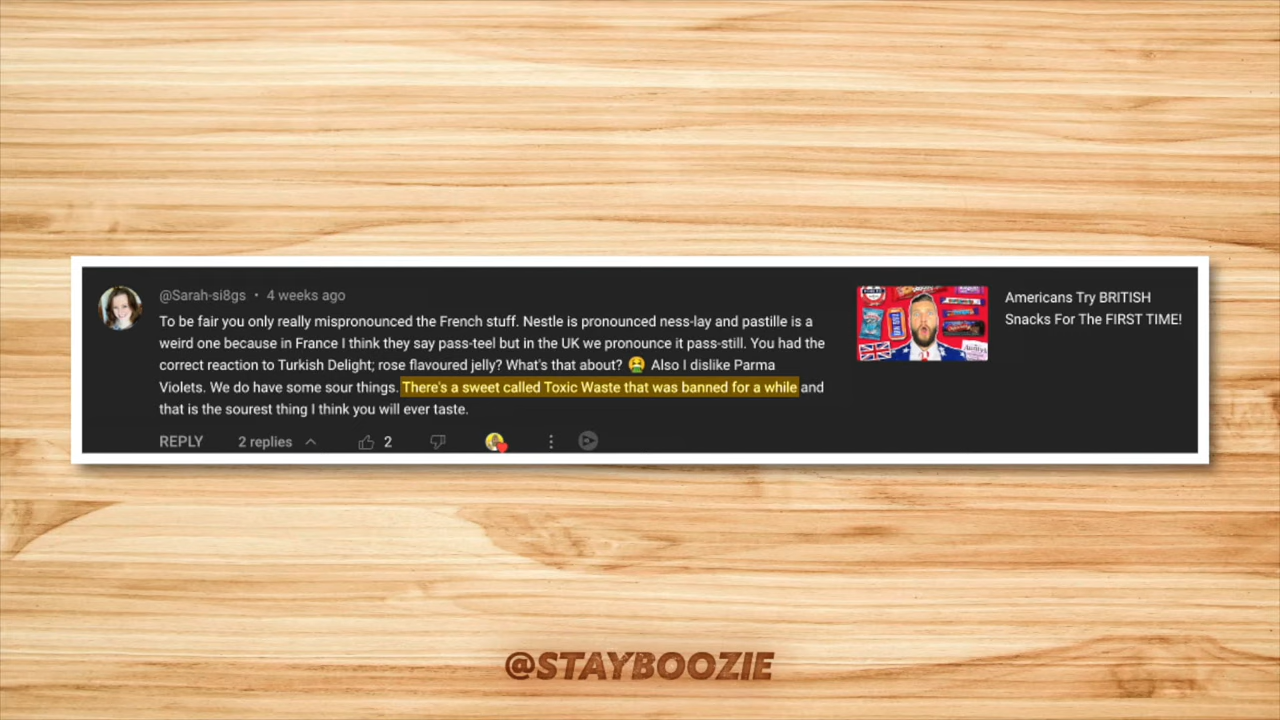 @Sarah-si8gs • 4 weeks ago
To be fair you only really mispronounced the French stuff. Nestle is pronounced ness-lay and pastille is a
weird one because in France I think they say pass-teel but in the UK we pronounce it pass-still. You had the
correct reaction to Turkish Delight; rose flavoured jelly? What's that about? 🤮 Also I dislike Parma
Violets. We do have some sour things. There's a sweet called Toxic Waste that was banned for a while and
that is the sourest thing I think you will ever taste.
REPLY 2 replies 2
Americans Try BRITISH
Snacks For The FIRST TIME!
@STAYBOOZIE